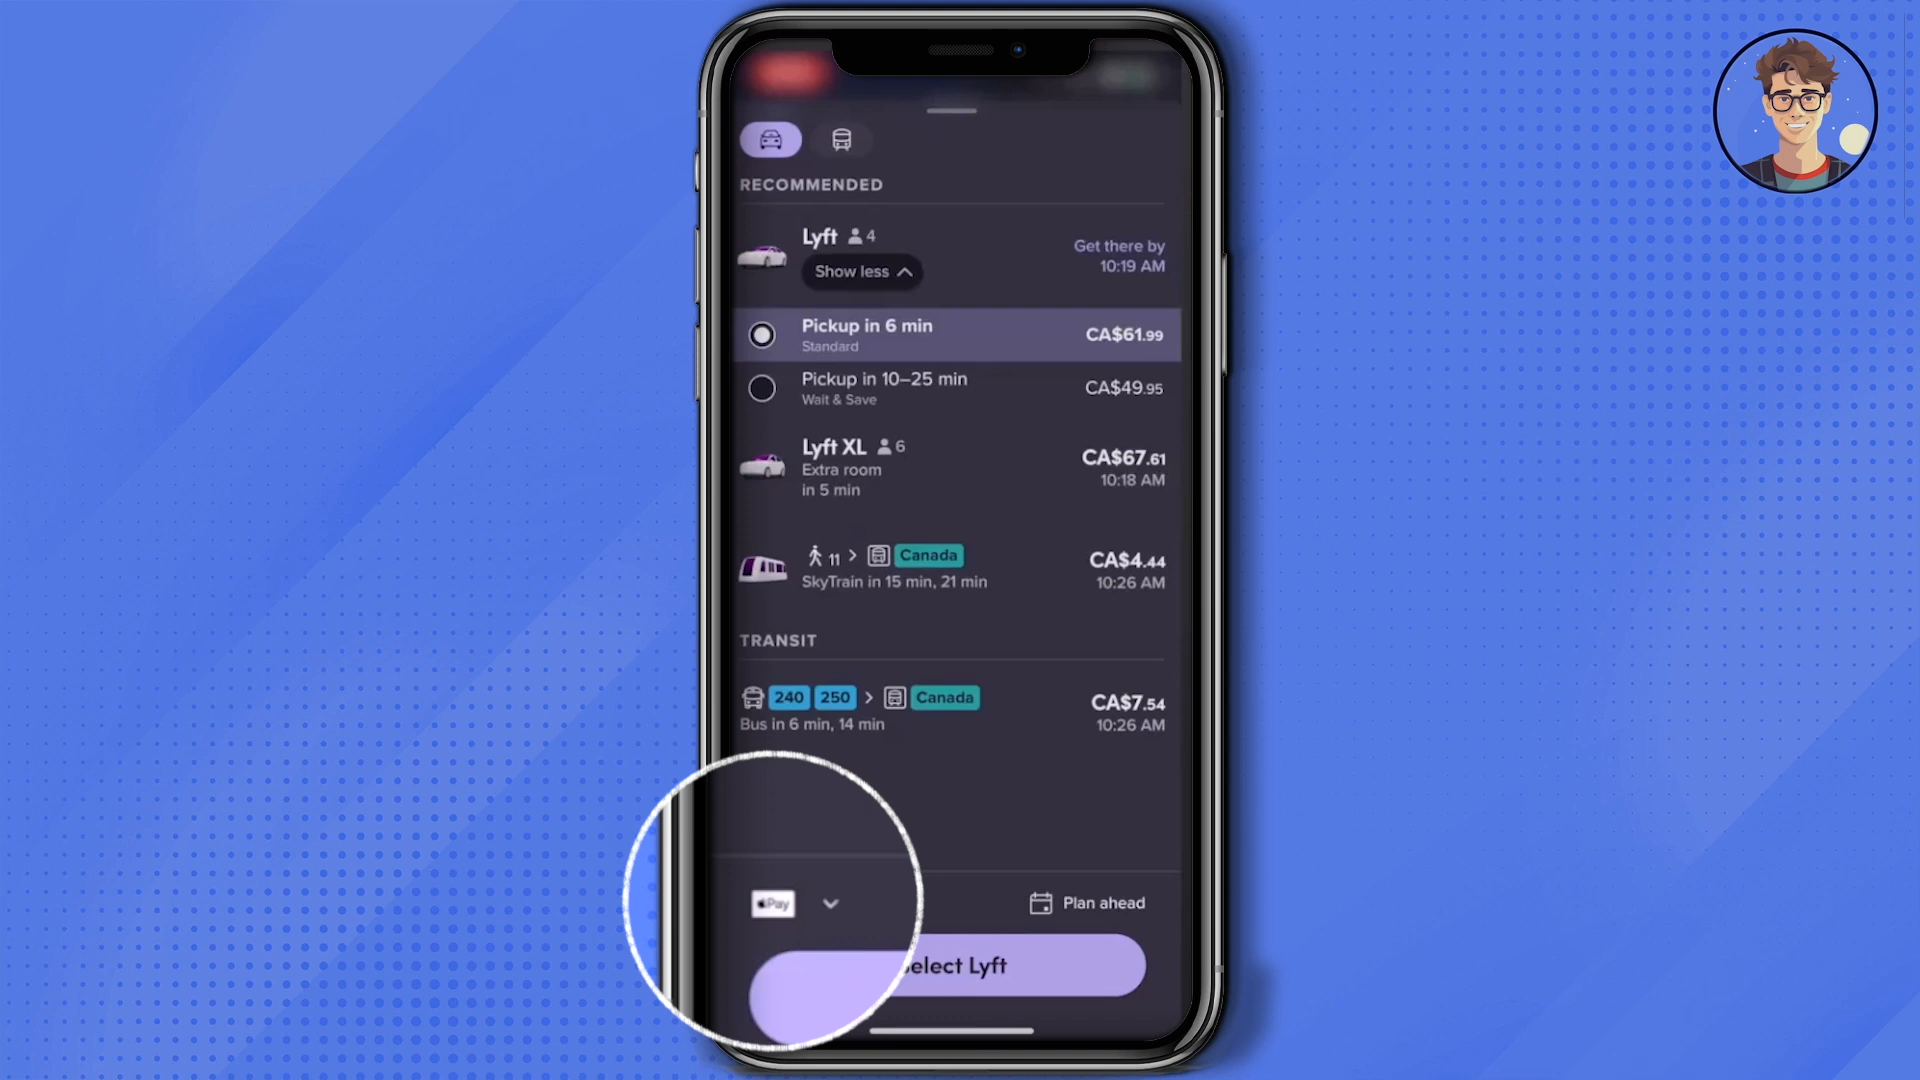 RECOMMENDED
Lyft 4
Show less
Get there by
10:19 AM
Pickup in 6 min
Standard
CA$61.99
Pickup in 10–25 min
Wait & Save
CA$49.95
Lyft XL 6
Extra room
in 5 min
CA$67.61
10:18 AM
11 > Canada
SkyTrain in 15 min, 21 min
CA$4.44
10:26 AM
TRANSIT
240 250 > Canada
Bus in 6 min, 14 min
CA$7.54
10:26 AM
Pay
Plan ahead
elect Lyft